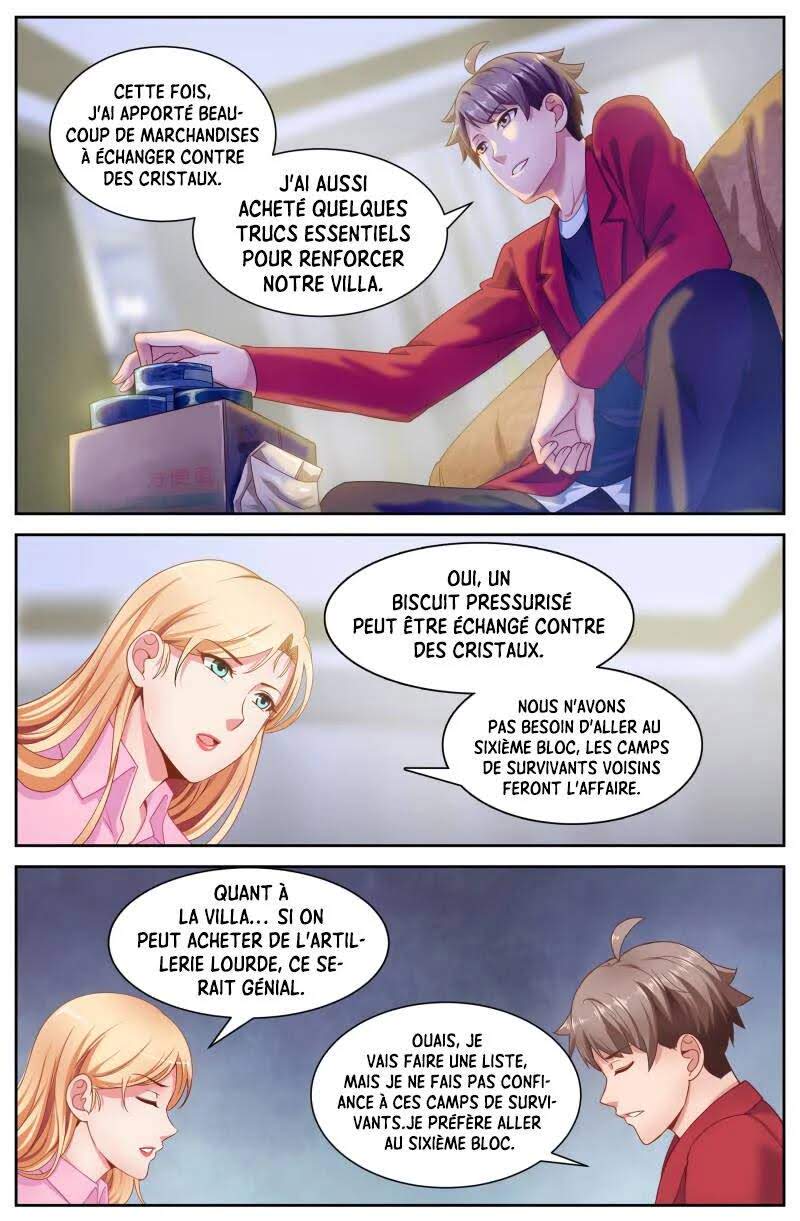 CETTE FOIS,
J'AI APPORTÉ BEAU-
COUP DE MARCHANDISES
À ÉCHANGER CONTRE
DES CRISTAUX.
J'AI AUSSI
ACHETÉ QUELQUES
TRUCS ESSENTIELS
POUR RENFORCER
NOTRE VILLA.
方便面
OUI, UN
BISCUIT PRESSURISÉ
PEUT ÊTRE ÉCHANGÉ CONTRE
DES CRISTAUX.
NOUS N'AVONS
PAS BESOIN D'ALLER AU
SIXIÈME BLOC, LES CAMPS
DE SURVIVANTS VOISINS
FERONT L'AFFAIRE.
QUANT À
LA VILLA... SI ON
PEUT ACHETER DE L'ARTIL-
LERIE LOURDE, CE SE-
RAIT GÉNIAL.
OUAIS, JE
VAIS FAIRE UNE LISTE,
MAIS JE NE FAIS PAS CONFI-
ANCE À CES CAMPS DE SURVI-
VANTS.JE PRÉFÈRE ALLER
AU SIXIÈME BLOC.